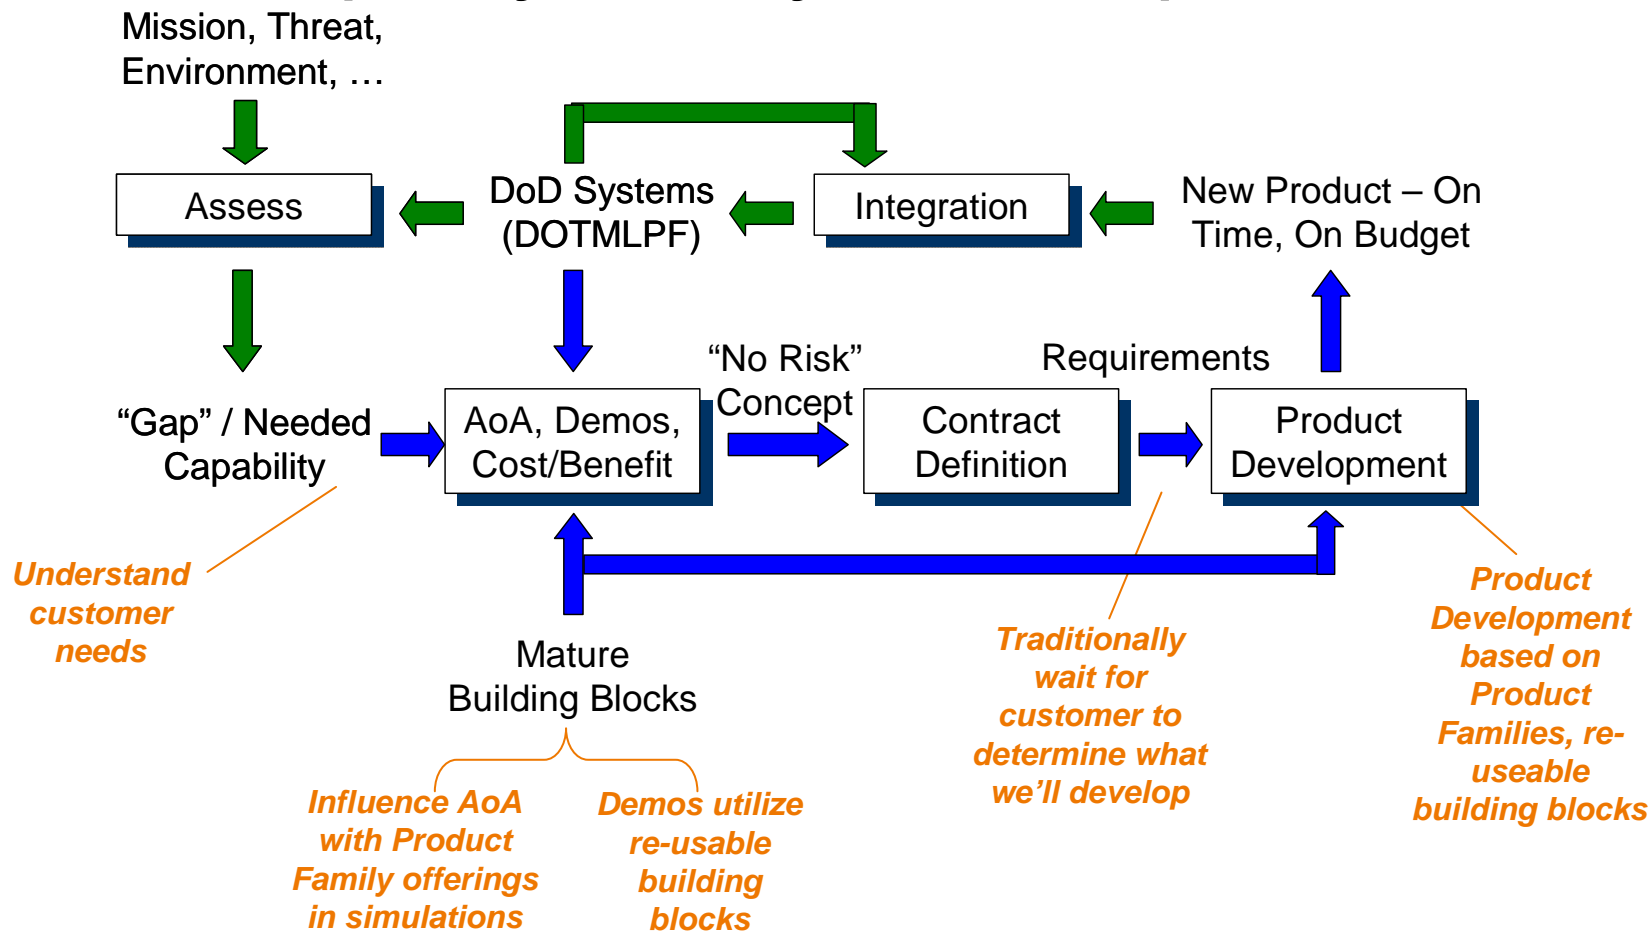 Mission, Threat,
Environment, …
Assess
DoD Systems
(DOTMLPF)
Integration
New Product – On
Time, On Budget
“Gap” / Needed
Capability
AoA, Demos,
Cost/Benefit
“No Risk”
Concept
Contract
Definition
Requirements
Product
Development
Understand
customer
needs
Mature
Building Blocks
Influence AoA
with Product
Family offerings
in simulations
Demos utilize
re-usable
building
blocks
Traditionally
wait for
customer to
determine what
we’ll develop
Product
Development
based on
Product
Families, re-
useable
building blocks